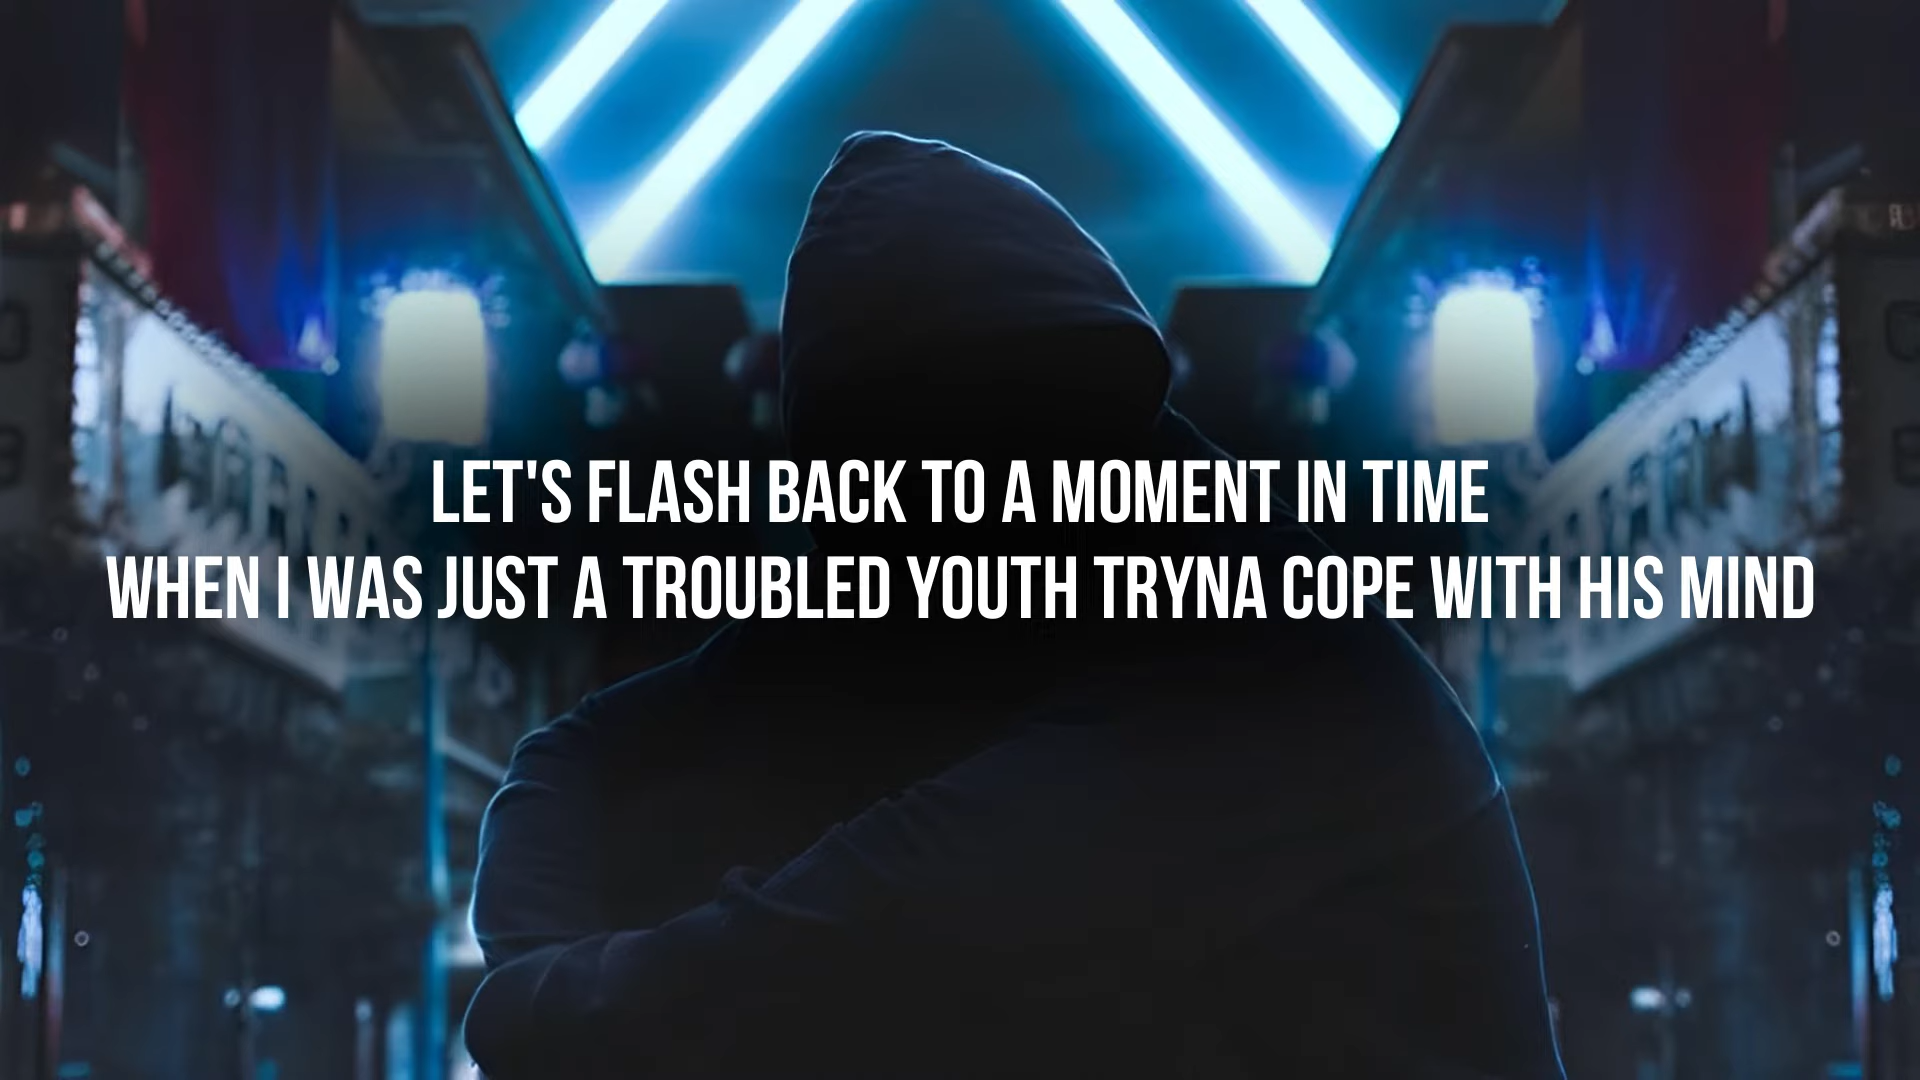 LET'S FLASH BACK TO A MOMENT IN TIME
WHEN I WAS JUST A TROUBLED YOUTH TRYNA COPE WITH HIS MIND